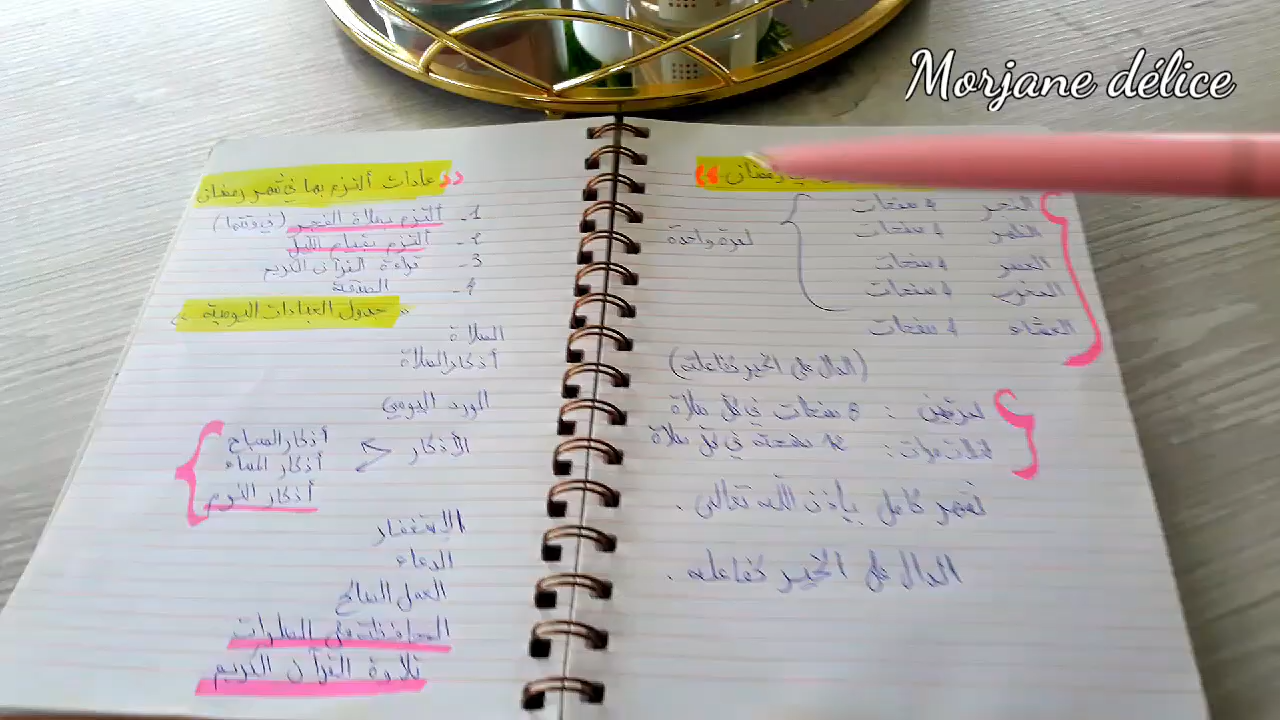 Morjane délice
في رمضان
الفجر 4 صفحات
الظهر 4 صفحات
العصر 4 صفحات
المغرب 4 صفحات
العشاء 4 صفحات
لمرة واحدة
(الدال على الخير كفاعله)
لمرتين : 8 صفحات في كل صلاة
لثلاث مرات : 12 صفحة في كل صلاة
لشهر كامل بإذن الله تعالى .
الدال على الخير كفاعله .
عادات ألتزم بها في شهر رمضان
1- ألتزم بصلاة الفجر (في وقتها)
2- ألتزم بقيام الليل
3- قراءة القرآن الكريم
4- الصدقة
" جدول العبادات اليومية "
الصلاة
أذكار الصلاة
الورد اليومي
الأذكار
أذكار الصباح
أذكار المساء
أذكار النوم
الإستغفار
الدعاء
العمل الصالح
المحافظة على الصلوات
تلاوة القرآن الكريم